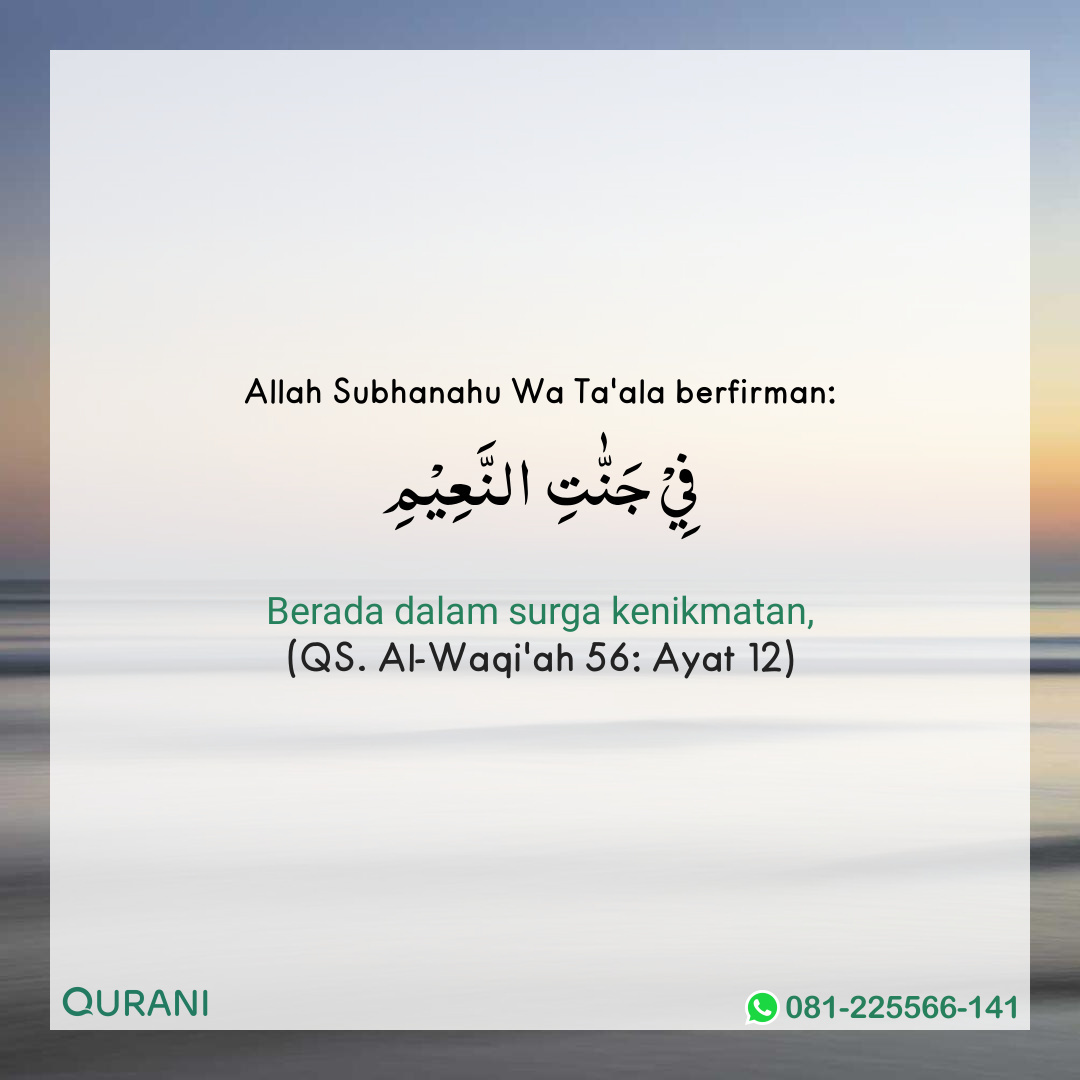 Allah Subhanahu Wa Ta'ala berfirman:
فِيْ جَنّٰتِ النَّعِيْمِ
Berada dalam surga kenikmatan,
(QS. Al-Waqi'ah 56: Ayat 12)
QURANI
081-225566-141